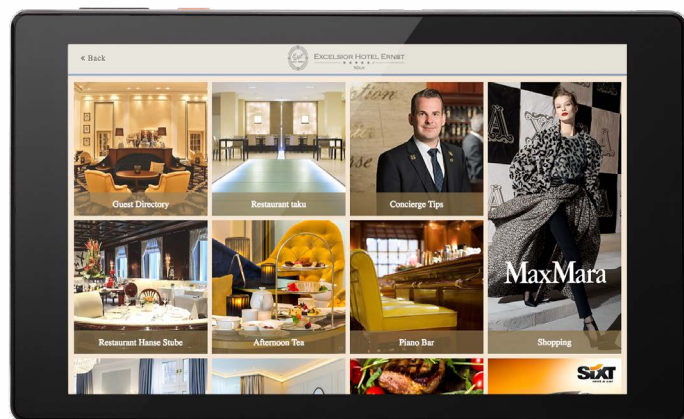 « Back
EXCELSIOR HOTEL ERNST
KÖLN
Guest Directory
Restaurant taku
Concierge Tips
MaxMara
Restaurant Hanse Stube
Afternoon Tea
Piano Bar
Shopping
SIXT